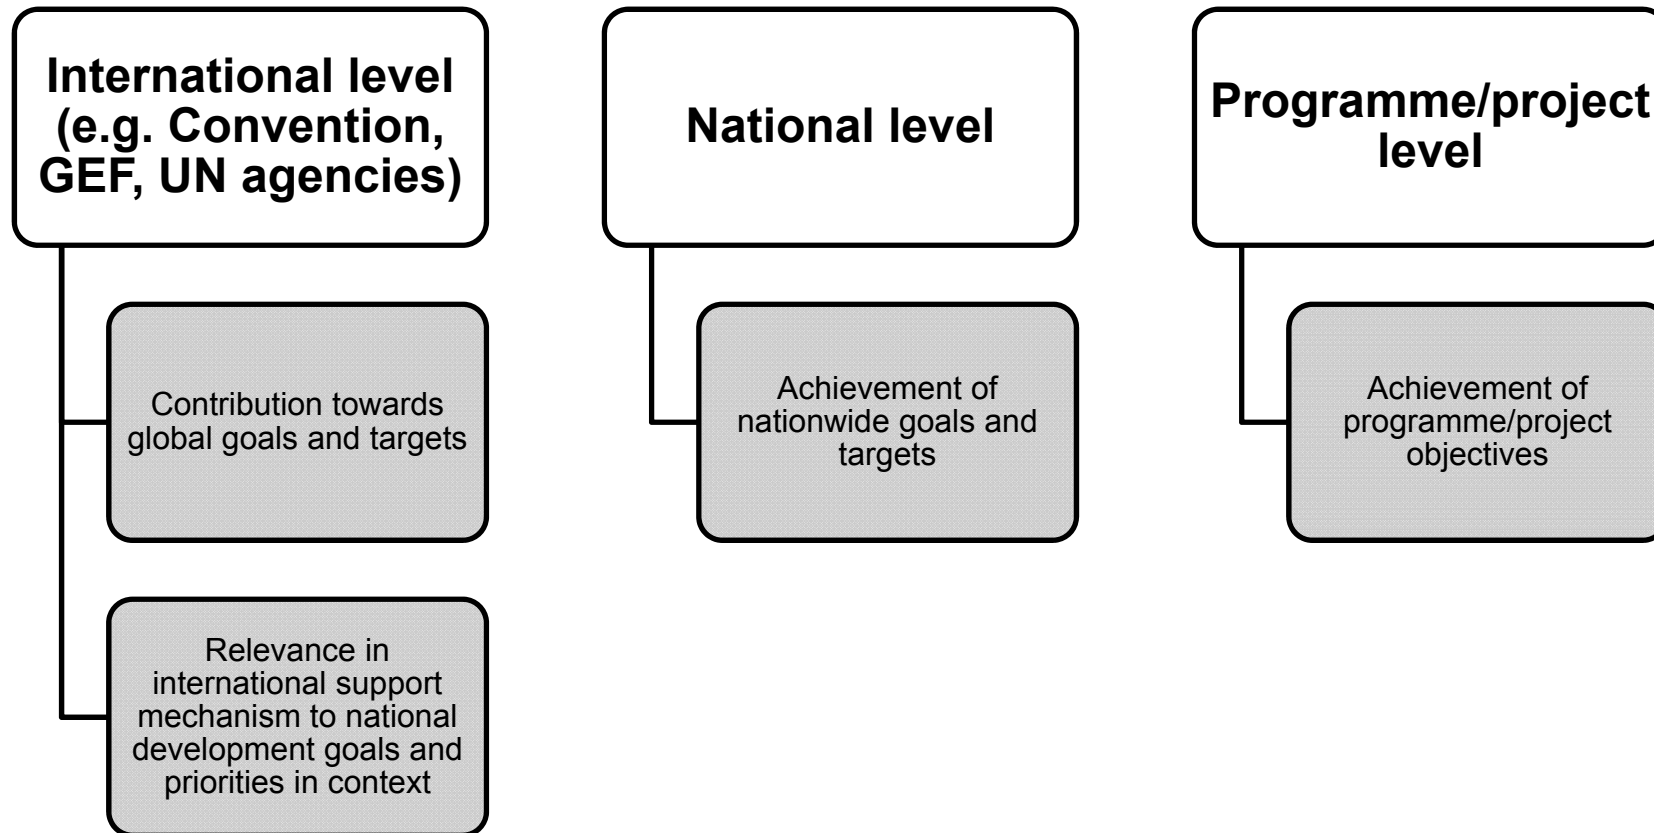 International level
(e.g. Convention,
GEF, UN agencies)
Contribution towards
global goals and targets
Relevance in
international support
mechanism to national
development goals and
priorities in context
National level
Achievement of
nationwide goals and
targets
Programme/project
level
Achievement of
programme/project
objectives